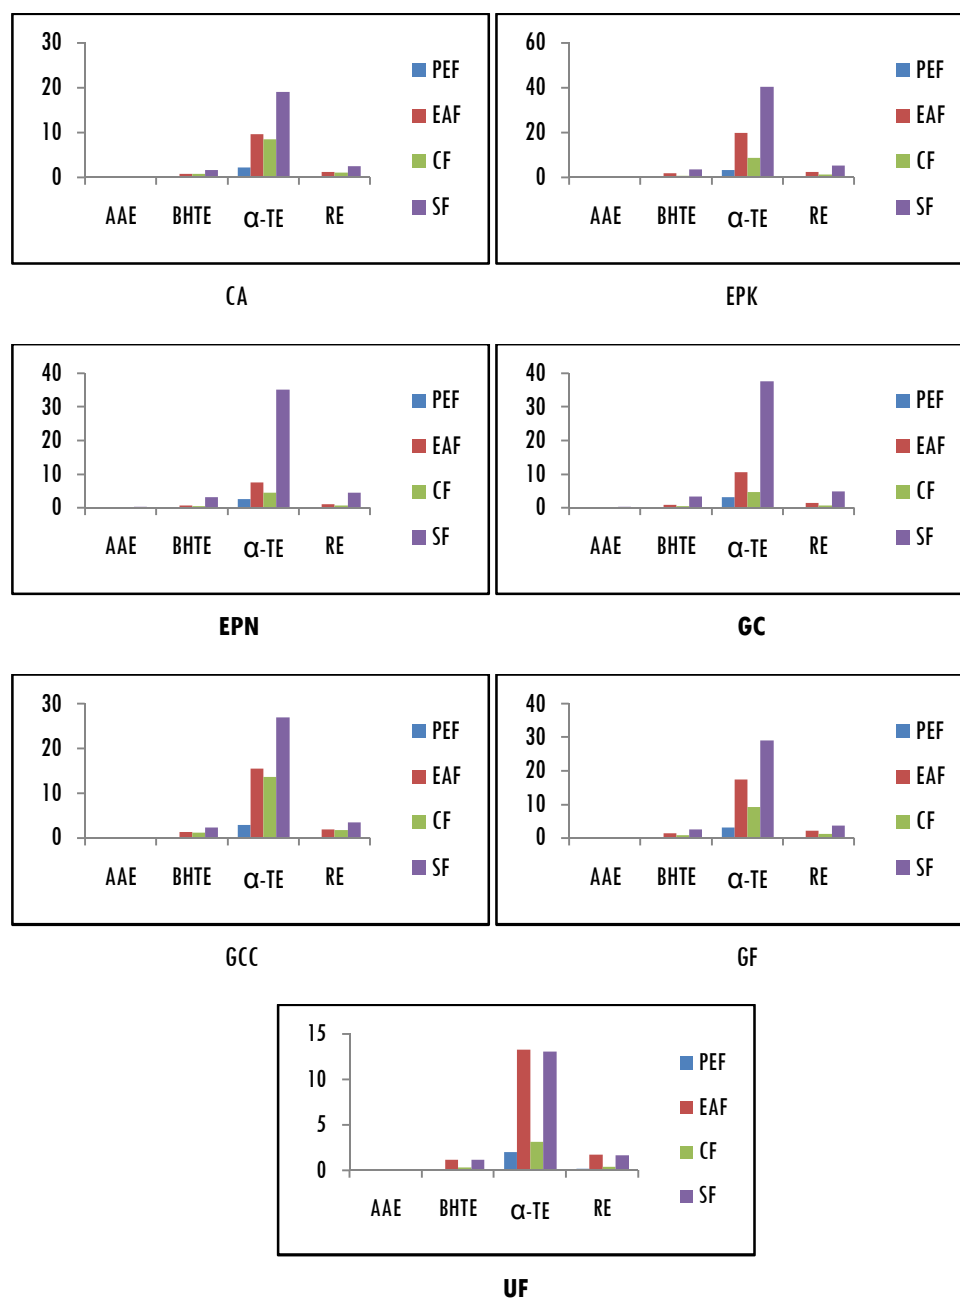 30
20
10
0
AAE BHTE α-TE RE
PEF
EAF
CF
SF
CA
60
40
20
0
AAE BHTE α-TE RE
PEF
EAF
CF
SF
EPK
40
30
20
10
0
AAE BHTE α-TE RE
PEF
EAF
CF
SF
EPN
40
30
20
10
0
AAE BHTE α-TE RE
PEF
EAF
CF
SF
GC
30
20
10
0
AAE BHTE α-TE RE
PEF
EAF
CF
SF
GCC
40
30
20
10
0
AAE BHTE α-TE RE
PEF
EAF
CF
SF
GF
15
10
5
0
AAE BHTE α-TE RE
PEF
EAF
CF
SF
UF